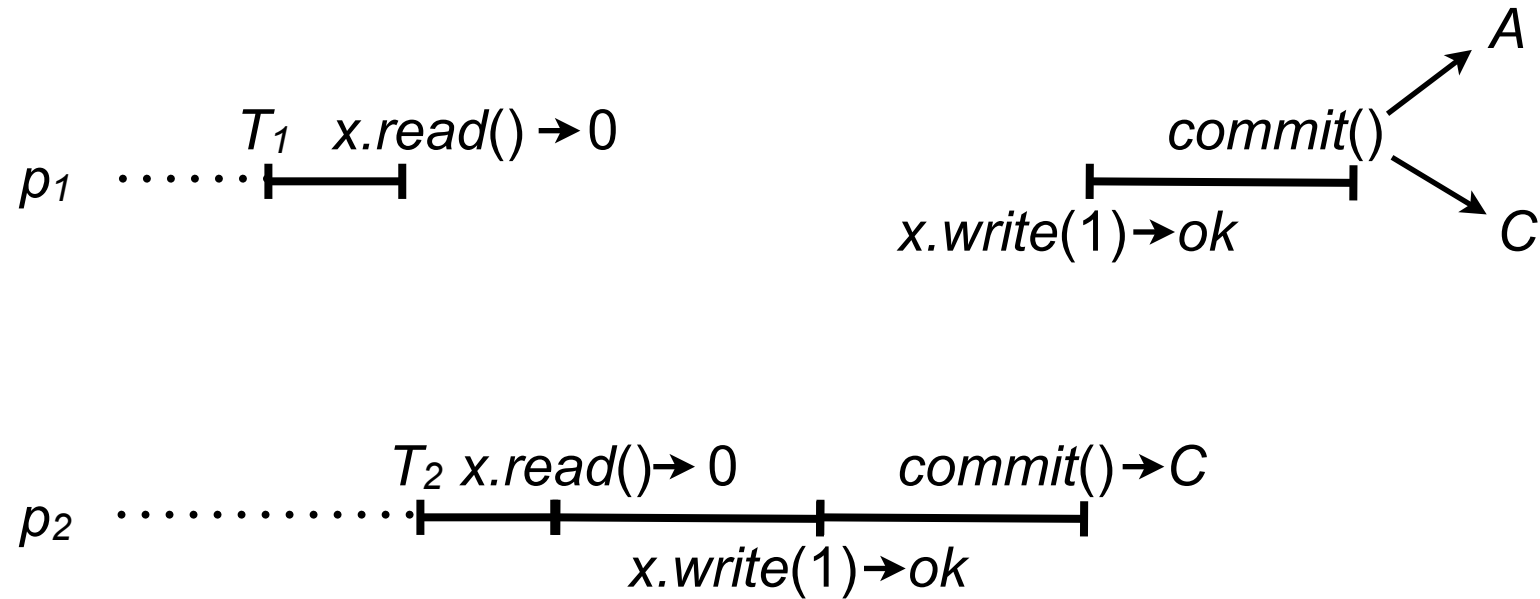 A
T₁ x.read() → 0 commit()
p₁
x.write(1) → ok C
T₂ x.read() → 0 commit() → C
p₂
x.write(1) → ok